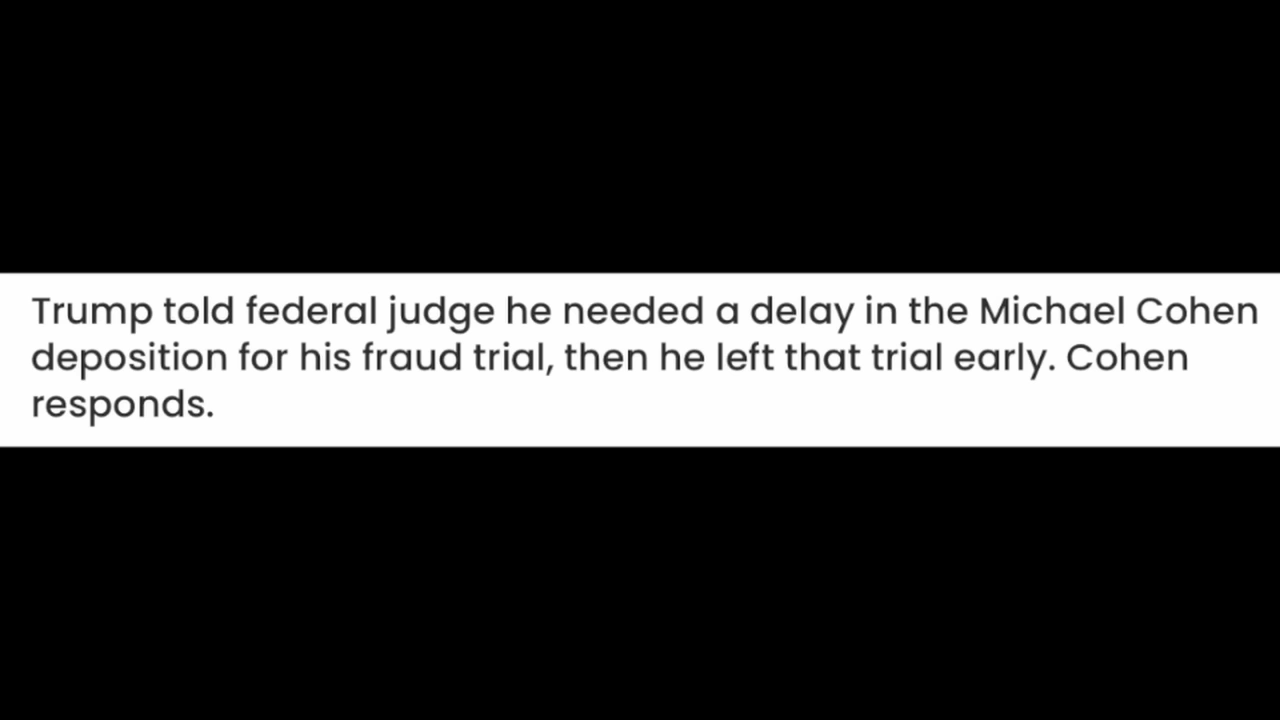 Trump told federal judge he needed a delay in the Michael Cohen
deposition for his fraud trial, then he left that trial early. Cohen
responds.